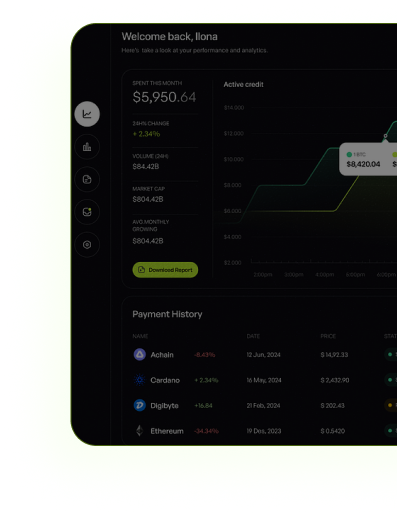 Welcome back, Ilona
Here's take a look at your performance and analytics.
SPENT THIS MONTH
$5,950.64
24H% CHANGE
+ 2.34%
VOLUME (24H)
$84.42B
MARKET CAP
$804.42B
AVG MONTHLY
GROWING
$804.42B
Download Report
Active credit
$14.000
$12.000
$10.000
$8.000
$6.000
$4.000
$2.000
$8,420.04
2:00pm 3:00pm 4:00pm 5:00pm 6:00pm
Payment History
NAME DATE PRICE STAT
Achain -8.43% 12 Jun, 2024 $ 14,92.33
Cardano + 2.34% 16 May, 2024 $ 2,432.90
Digibyte +16.84 21 Feb, 2024 $ 202.43
Ethereum -34.34% 19 Des, 2023 $ 0.5420